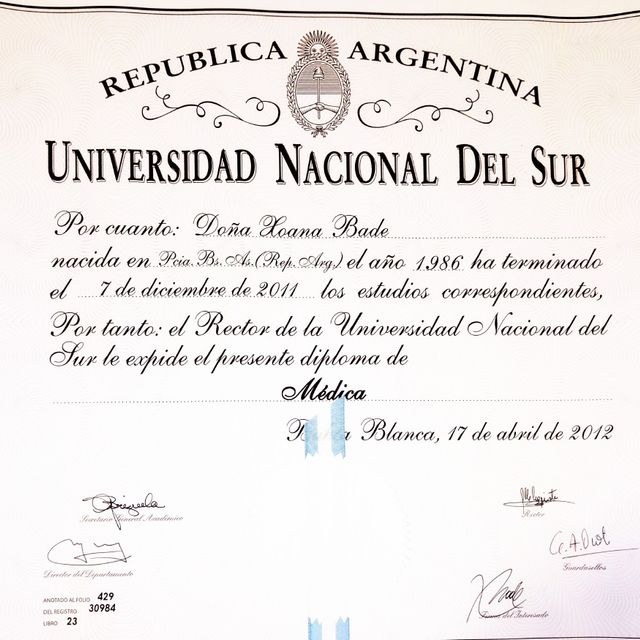 REPUBLICA ARGENTINA
UNIVERSIDAD NACIONAL DEL SUR
Por cuanto: Doña Xoana Bade
nacida en Pcia. Bs. As. (Rep. Arg.) el año 1.986 ha terminado
el 7 de diciembre de 2011 los estudios correspondientes,
Por tanto: el Rector de la Universidad Nacional del
Sur le expide el presente diploma de
Médica
Blanca, 17 de abril de 2012
Secretario General Académico
Rector
Guardasellos
Director del Departamento
Firma del Interesado
ANOTADO AL FOLIO 429
DEL REGISTRO 30984
LIBRO 23